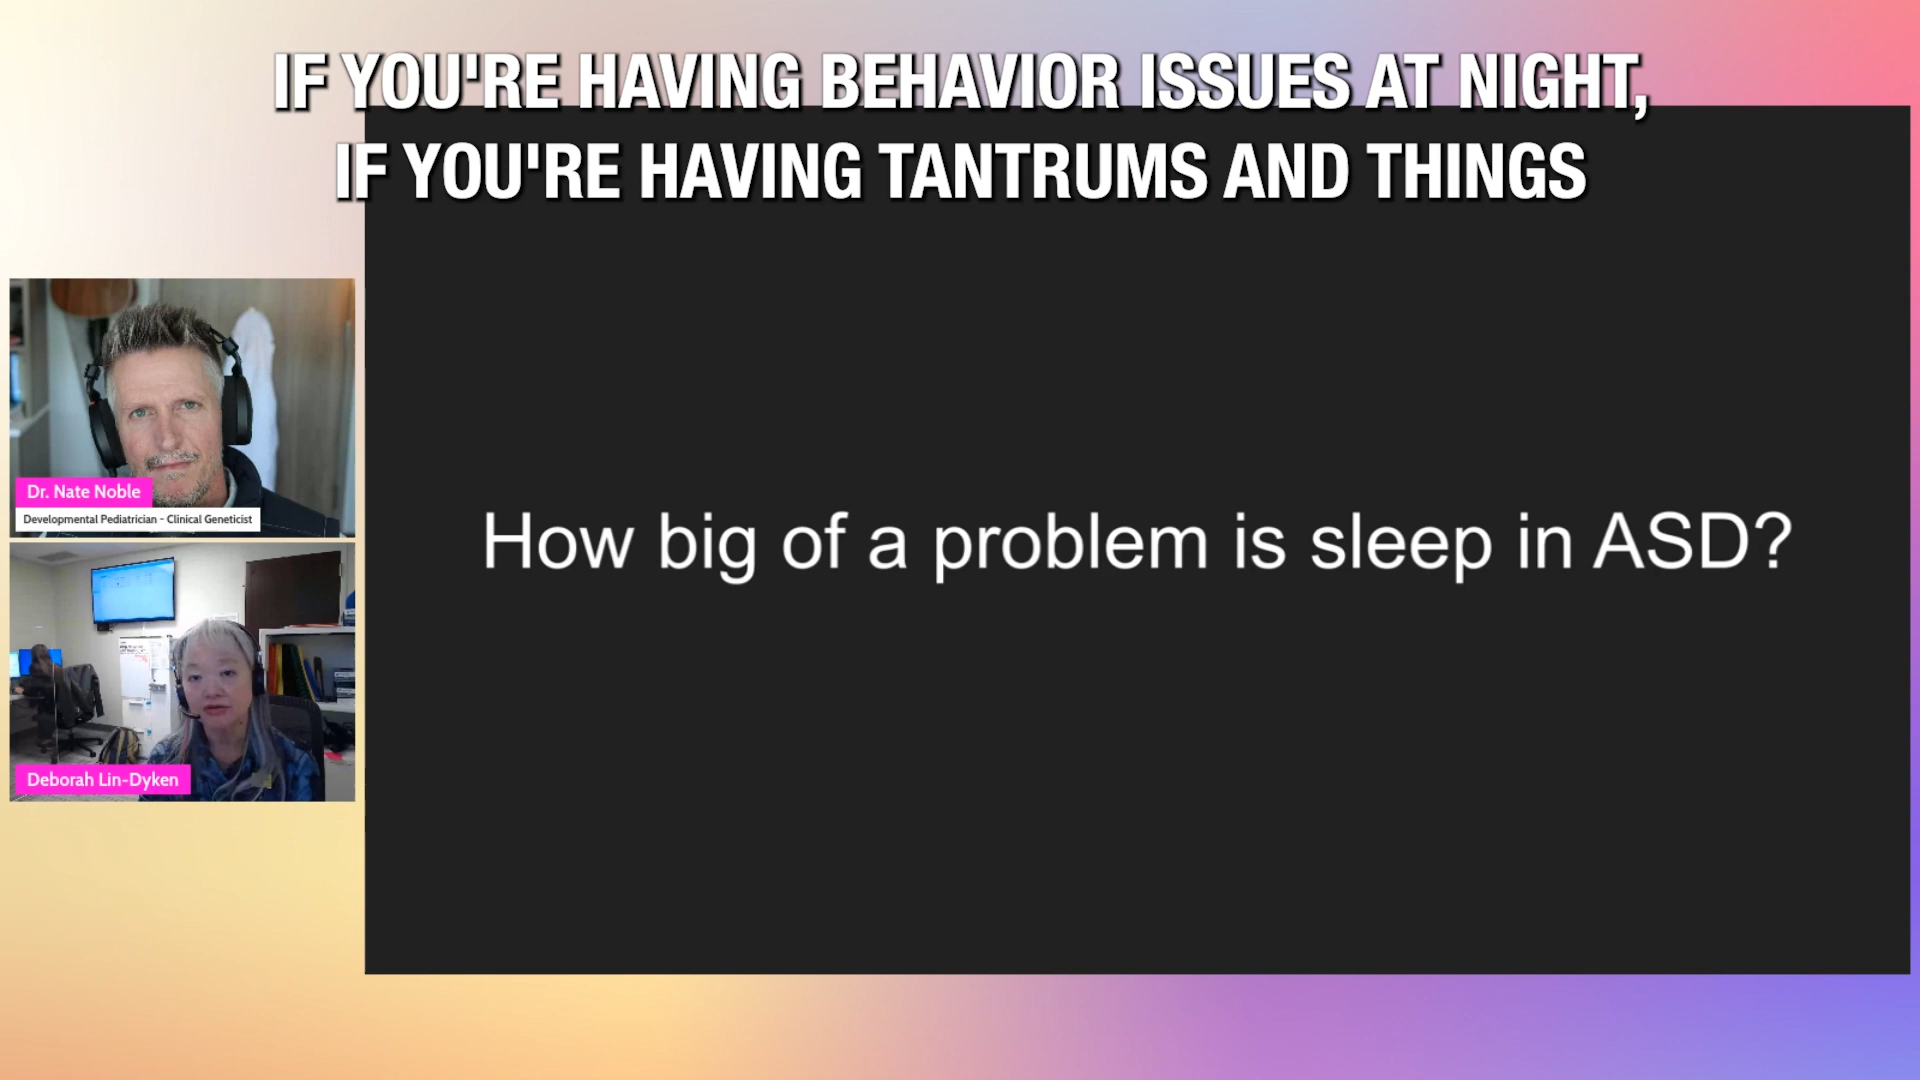 IF YOU'RE HAVING BEHAVIOR ISSUES AT NIGHT,
IF YOU'RE HAVING TANTRUMS AND THINGS
Dr. Nate Noble
Developmental Pediatrician - Clinical Geneticist
Deborah Lin-Dyken
How big of a problem is sleep in ASD?